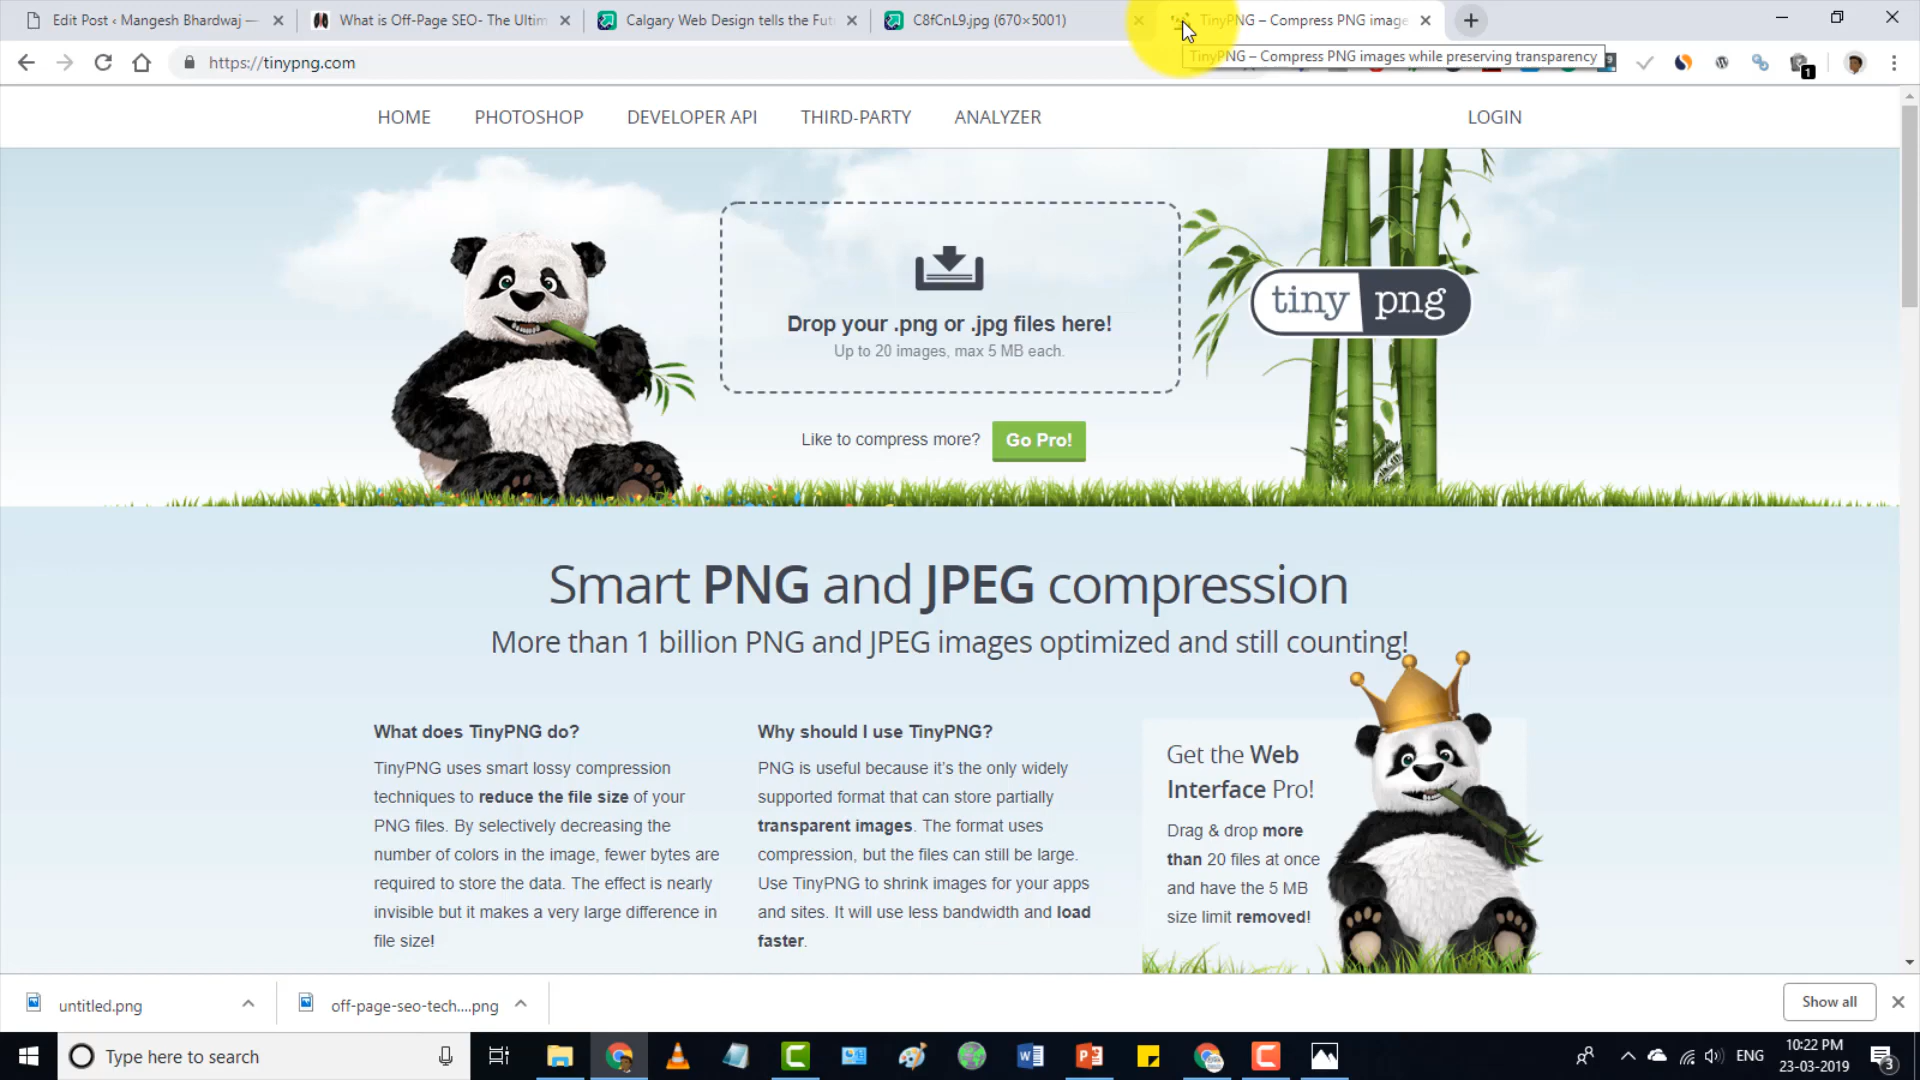 Edit Post ‹ Mangesh Bhardwaj —
What is Off-Page SEO- The Ultim
Calgary Web Design tells the Fut
C8fCnL9.jpg (670×5001)
TinyPNG – Compress PNG image
https://tinypng.com
TinyPNG – Compress PNG images while preserving transparency
1
HOME
PHOTOSHOP
DEVELOPER API
THIRD-PARTY
ANALYZER
LOGIN
Drop your .png or .jpg files here!
Up to 20 images, max 5 MB each.
tiny png
Like to compress more?
Go Pro!
Smart PNG and JPEG compression
More than 1 billion PNG and JPEG images optimized and still counting!
What does TinyPNG do?
TinyPNG uses smart lossy compression
techniques to reduce the file size of your
PNG files. By selectively decreasing the
number of colors in the image, fewer bytes are
required to store the data. The effect is nearly
invisible but it makes a very large difference in
file size!
Why should I use TinyPNG?
PNG is useful because it's the only widely
supported format that can store partially
transparent images. The format uses
compression, but the files can still be large.
Use TinyPNG to shrink images for your apps
and sites. It will use less bandwidth and load
faster.
Get the Web
Interface Pro!
Drag & drop more
than 20 files at once
and have the 5 MB
size limit removed!
untitled.png
off-page-seo-tech....png
Show all
Type here to search
ENG
10:22 PM
23-03-2019
3